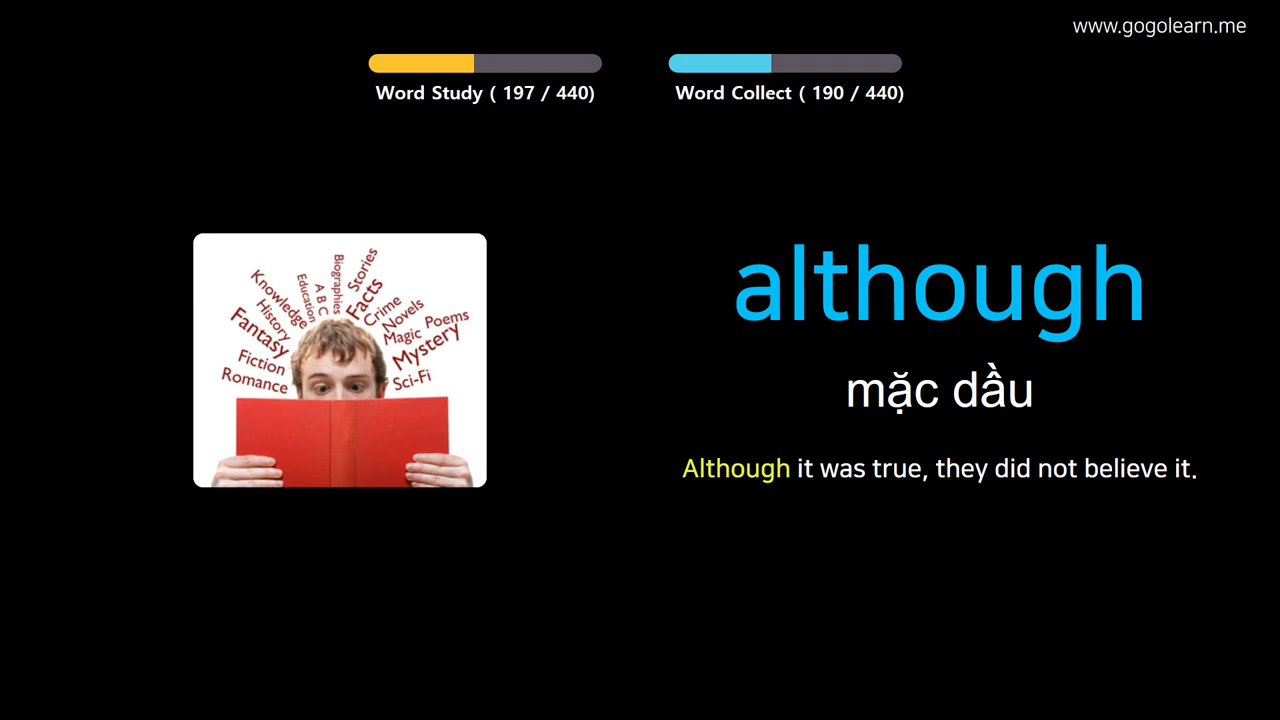 www.gogolearn.me
Word Study ( 197 / 440)
Word Collect ( 190 / 440)
Knowledge
History
Fantasy
Fiction
Romance
Education
A B C
Biographies
Stories
Facts
Crime
Novels
Magic
Poems
Mystery
Sci-Fi
although
mặc dầu
Although it was true, they did not believe it.